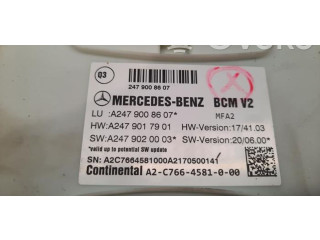 Q3
247 900 86 07
MERCEDES-BENZ BCM V2
LU :A247 900 86 07* MFA2
HW:A247 901 79 01 HW-Version:17/41.03
SW:A247 902 00 03* SW-Version:20/06.00*
*valid up to potential SW update
SN: A2C7664581000A2170500141
Continental A2-C766-4581-0-00